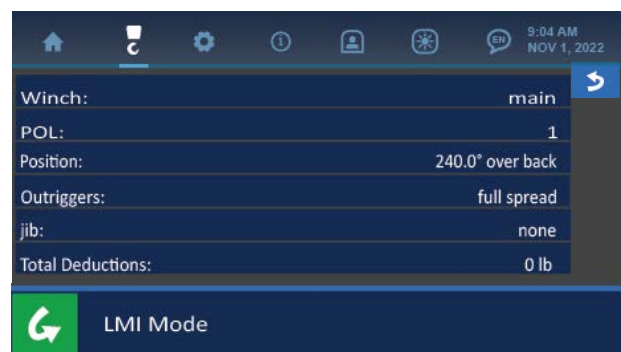 EN
9:04 AM
NOV 1, 2022
Winch: main
POL: 1
Position: 240.0° over back
Outriggers: full spread
jib: none
Total Deductions: 0 lb
LMI Mode